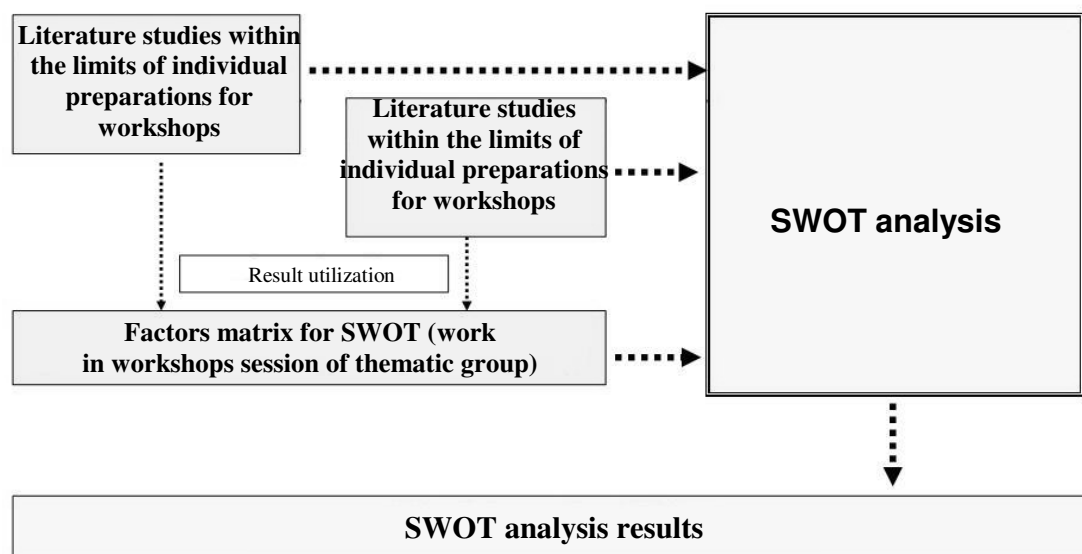 Literature studies within
the limits of individual
preparations for
workshops
Literature studies
within the limits of
individual preparations
for workshops
SWOT analysis
Result utilization
Factors matrix for SWOT (work
in workshops session of thematic group)
SWOT analysis results